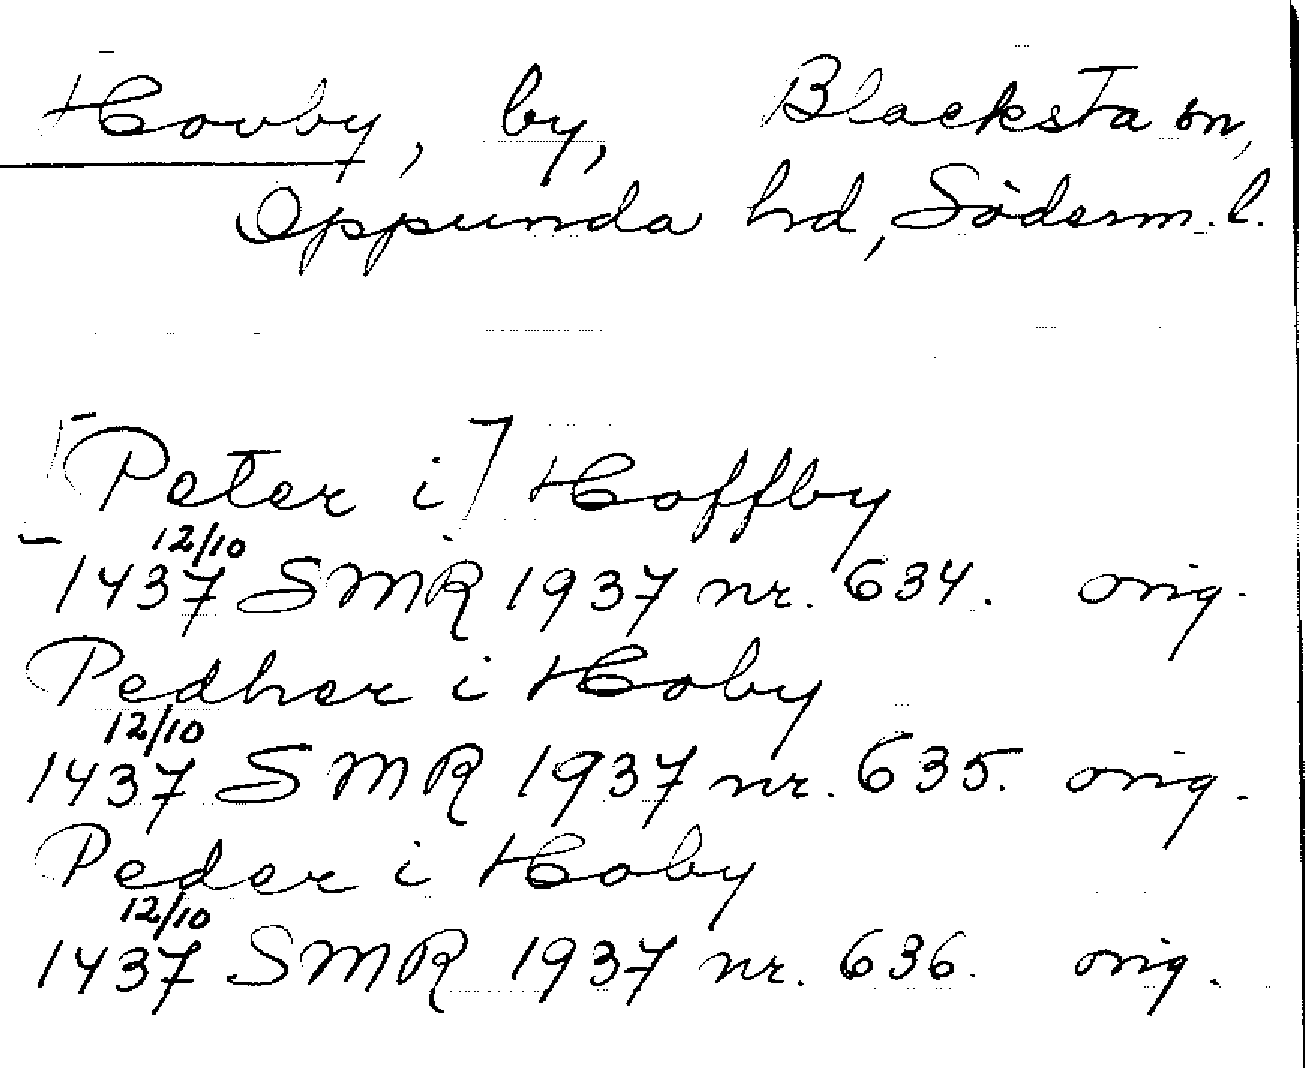 Hovby, by, Blacksta sn,
Oppunda hd, Söderm. l.
[Peter i] Hoffby
12/10
1437 SMR 1937 nr. 634. orig.
Pedher i Hoby
12/10
1437 SMR 1937 nr. 635. orig.
Peder i Hoby
12/10
1437 SMR 1937 nr. 636. orig.